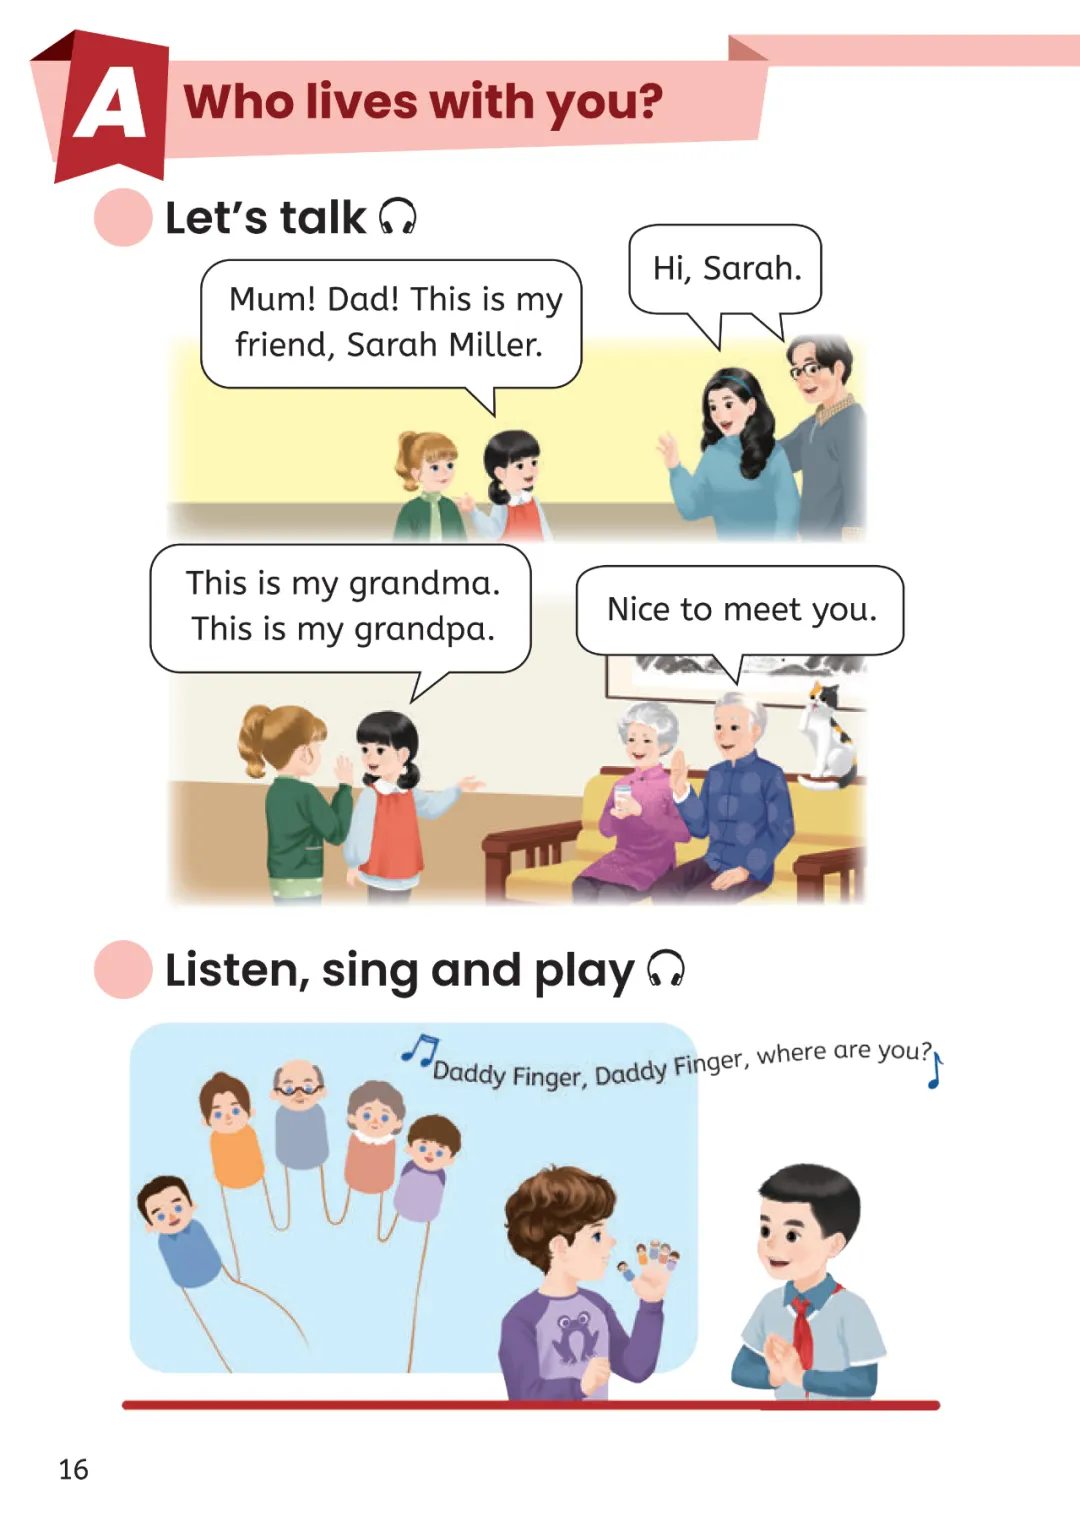 A Who lives with you?
Let's talk
Hi, Sarah.
Mum! Dad! This is my
friend, Sarah Miller.
This is my grandma.
This is my grandpa.
Nice to meet you.
Listen, sing and play
Daddy Finger, Daddy Finger, where are you?
16